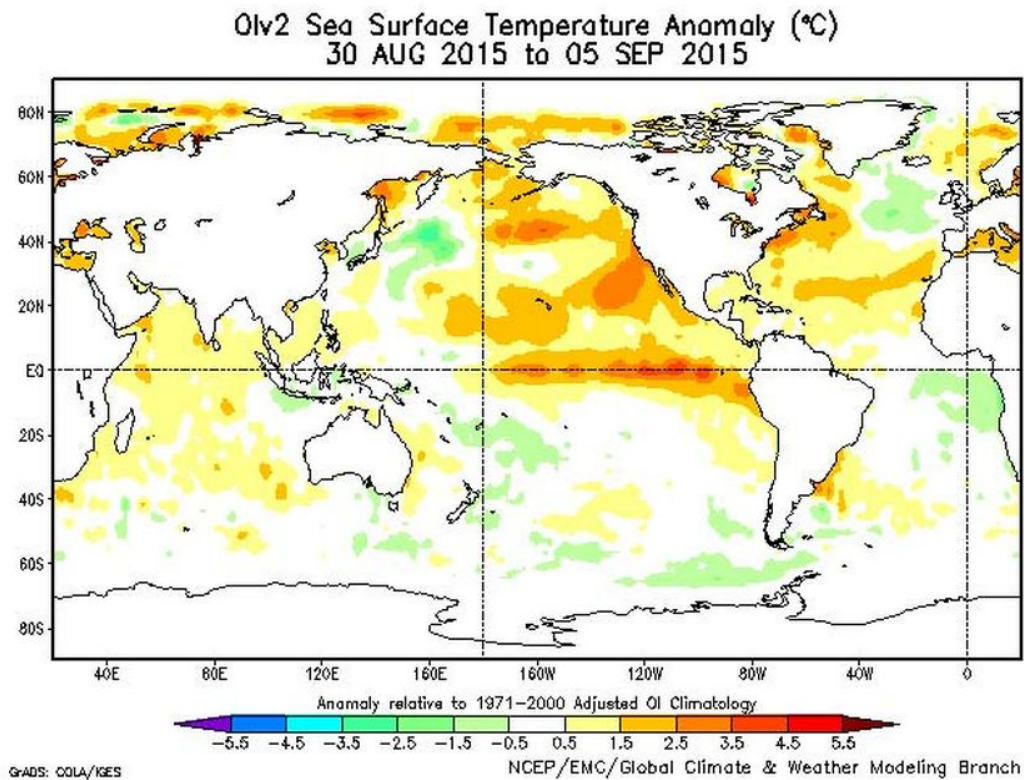 OIv2 Sea Surface Temperature Anomaly (°C)
30 AUG 2015 to 05 SEP 2015
80N
60N
40N
20N
EQ
20S
40S
60S
80S
40E 80E 120E 160E 160W 120W 80W 40W 0
Anomaly relative to 1971-2000 Adjusted OI Climatology
-5.5 -4.5 -3.5 -2.5 -1.5 -0.5 0.5 1.5 2.5 3.5 4.5 5.5
GrADS: COLA/IGES NCEP/EMC/Global Climate & Weather Modeling Branch